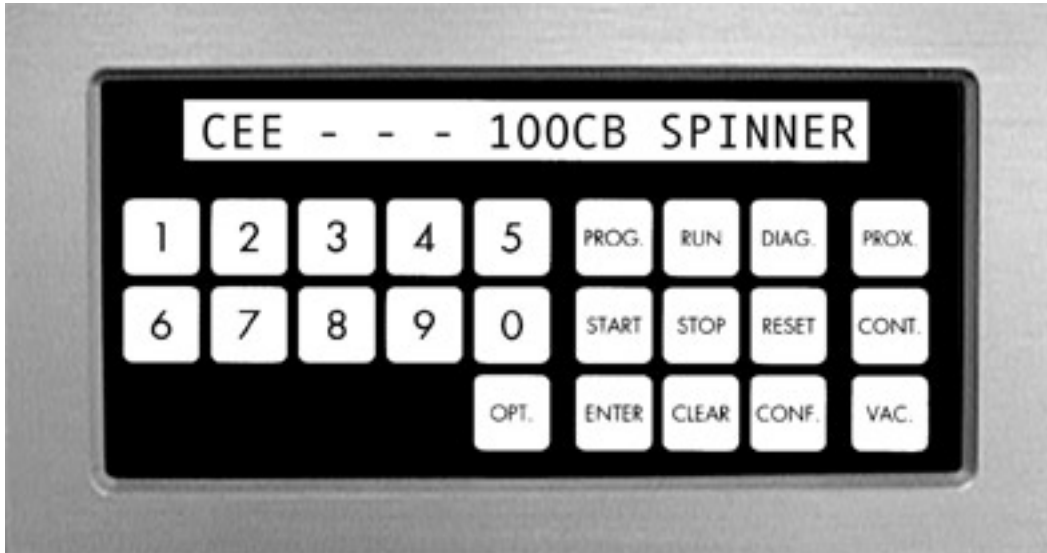 CEE - - - 100CB SPINNER
1 2 3 4 5 PROG. RUN DIAG. PROX.
6 7 8 9 0 START STOP RESET CONT.
OPT. ENTER CLEAR CONF. VAC.